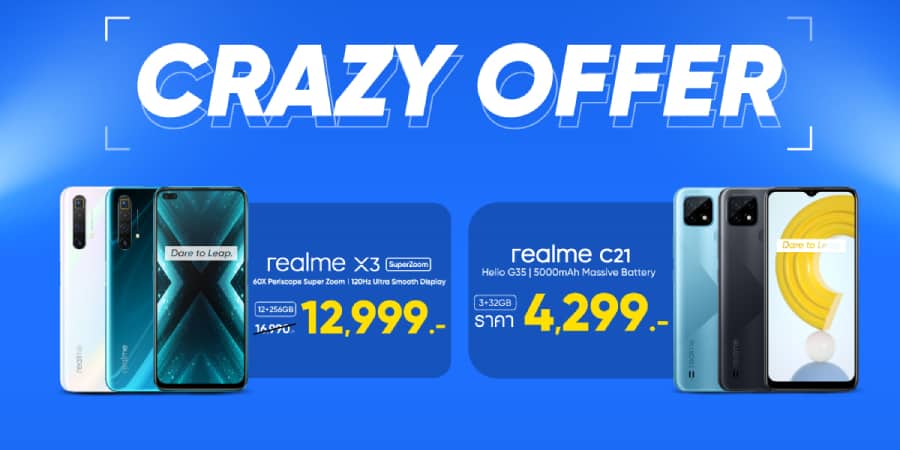 CRAZY OFFER
Dare to Leap.
realme
realme
realme X3 SuperZoom
60X Periscope Super Zoom | 120Hz Ultra Smooth Display
12+256GB
16,990.-
12,999.-
realme C21
Helio G35 | 5000mAh Massive Battery
3+32GB
ราคา 4,299.-
Dare to Leap.
realme
realme